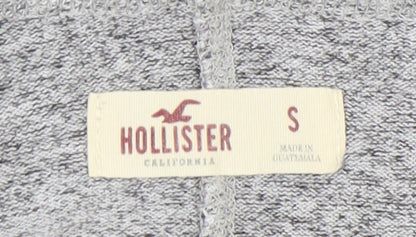 HOLLISTER
CALIFORNIA
S
MADE IN
GUATEMALA